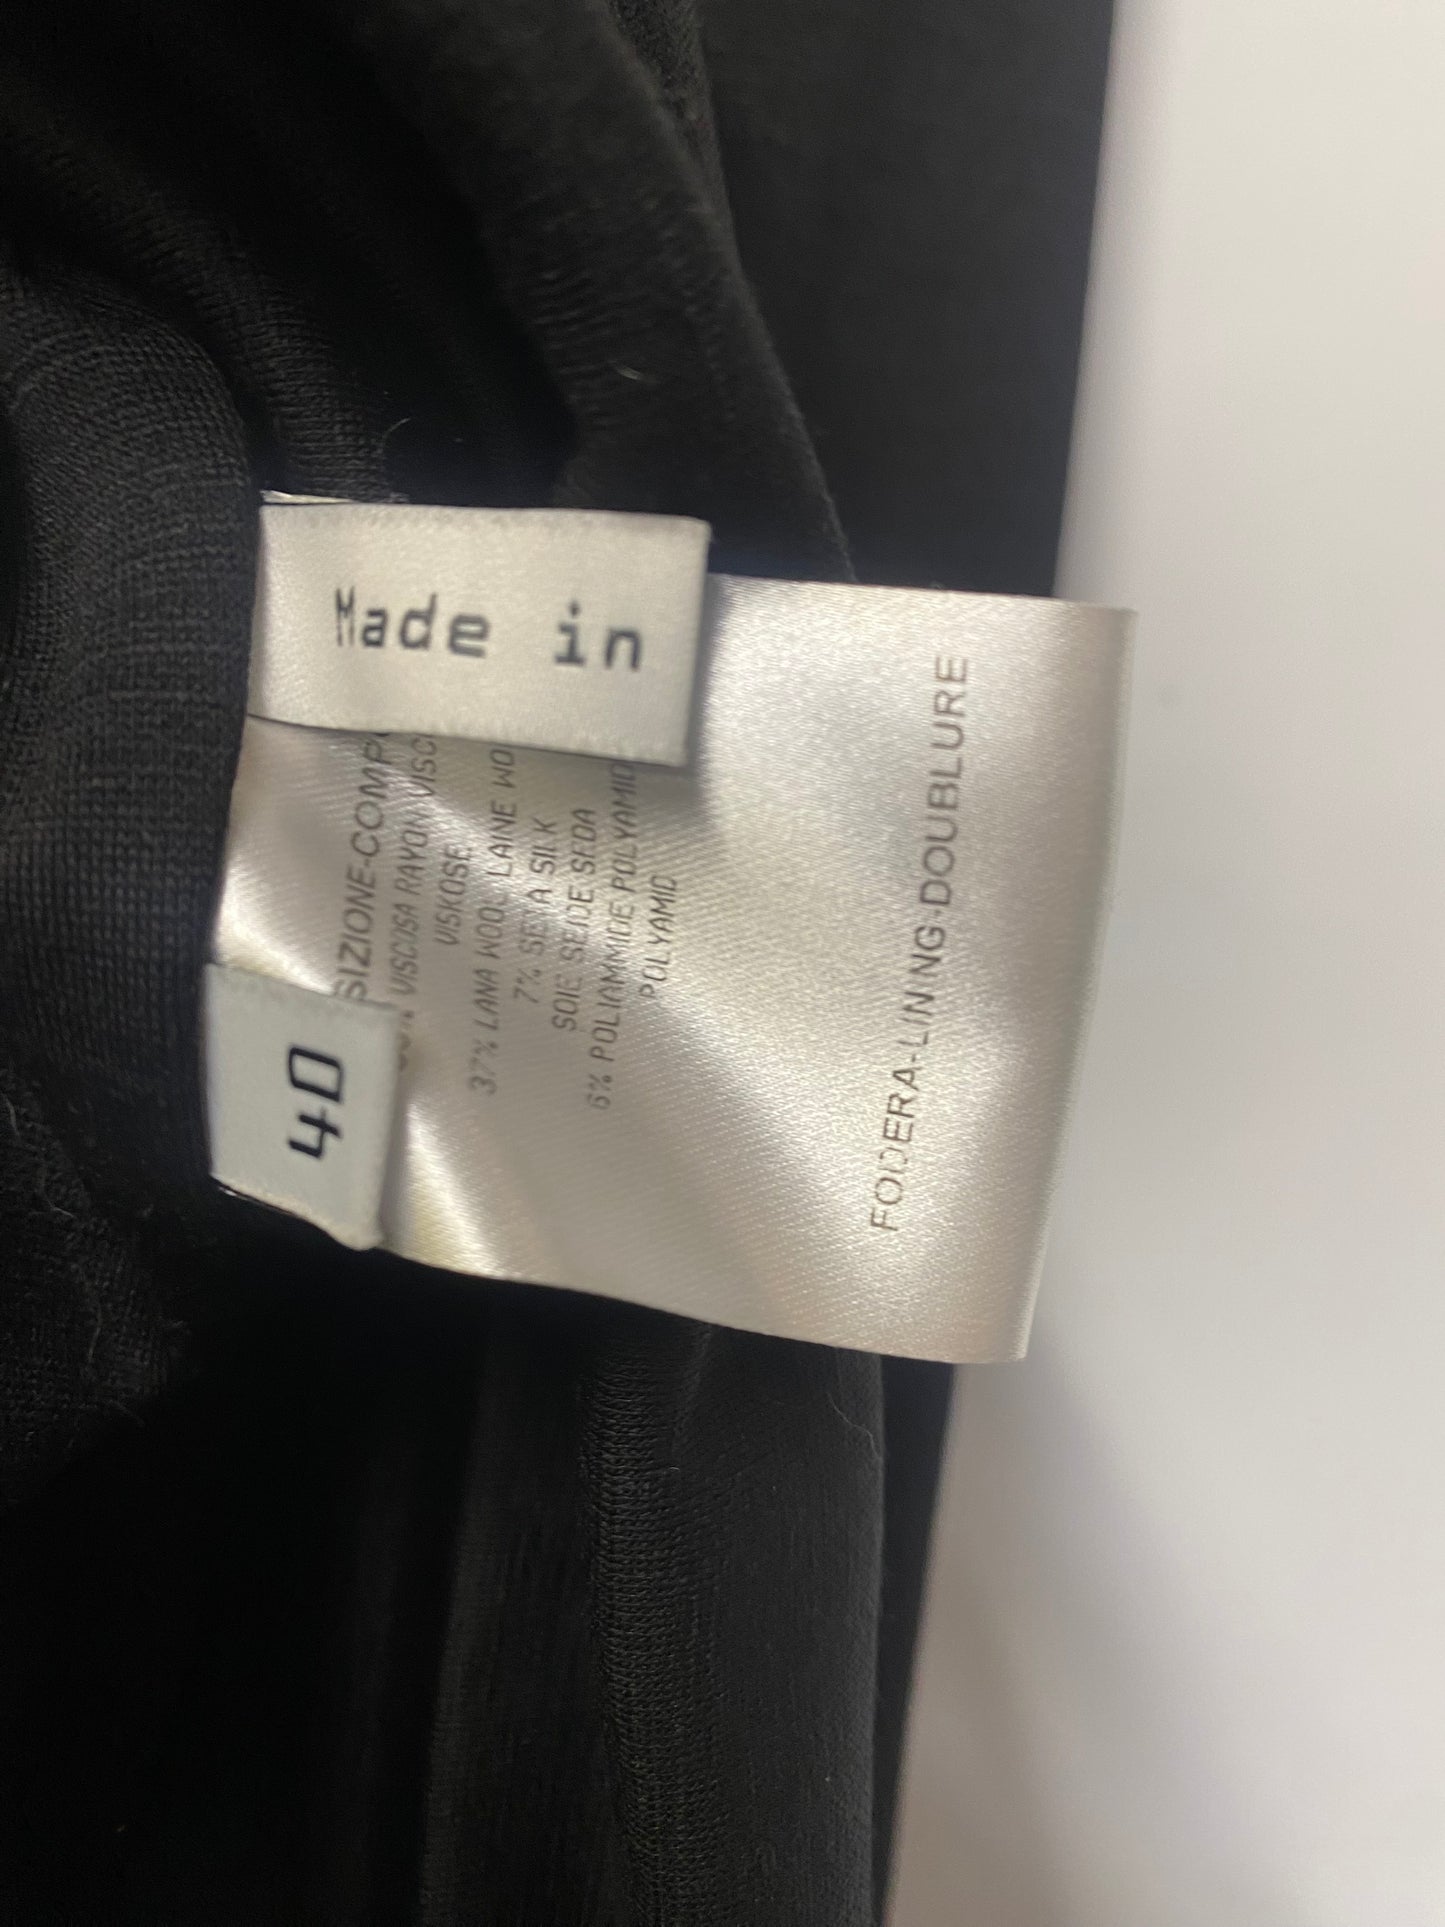 Made in
40
SIZIONE-COMP
VISCOSA RAYON VISC
VISKOSE
37% LANA WOOL LAINE WO
7% SETA SILK
SOIE SEIDE SEDA
6% POLIAMMIDE POLYAMID
POLYAMIC
FODERA-LINING-DOUBLURE